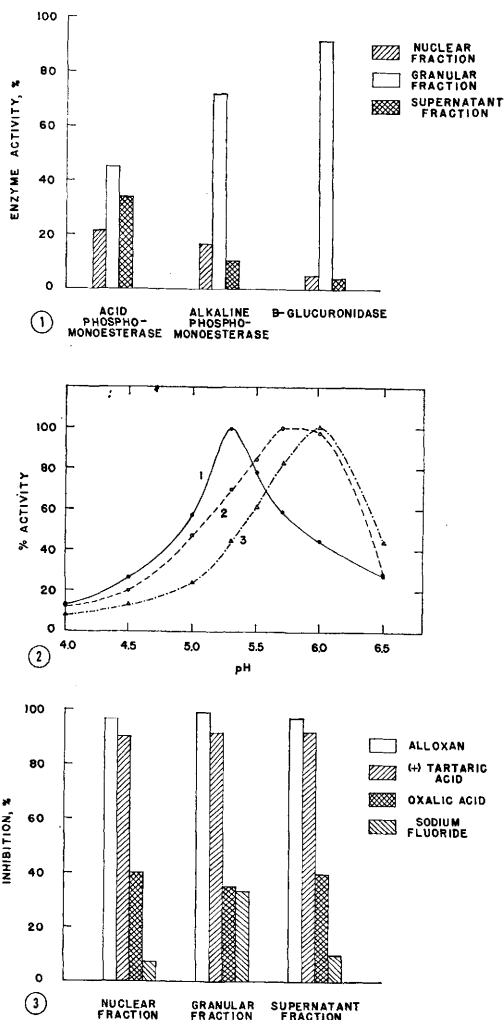 100
80
60
40
20
0
ENZYME ACTIVITY, %
NUCLEAR
FRACTION
GRANULAR
FRACTION
SUPERNATANT
FRACTION
ACID
PHOSPHO-
MONOESTERASE
ALKALINE
PHOSPHO-
MONOESTERASE
B-GLUCURONIDASE
1
100
80
60
40
20
0
% ACTIVITY
1
2
3
4.0 4.5 5.0 5.5 6.0 6.5
pH
2
100
80
60
40
20
0
INHIBITION, %
ALLOXAN
(+) TARTARIC
ACID
OXALIC ACID
SODIUM
FLUORIDE
NUCLEAR
FRACTION
GRANULAR
FRACTION
SUPERNATANT
FRACTION
3